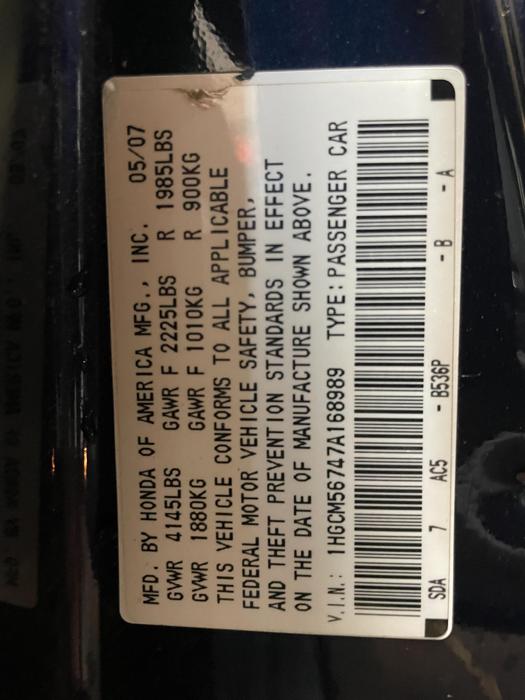 MFD. BY HONDA OF AMERICA MFG., INC. 05/07
GVWR 4145LBS GAWR F 2225LBS R 1985LBS
GVWR 1880KG GAWR F 1010KG R 900KG
THIS VEHICLE CONFORMS TO ALL APPLICABLE
FEDERAL MOTOR VEHICLE SAFETY, BUMPER,
AND THEFT PREVENTION STANDARDS IN EFFECT
ON THE DATE OF MANUFACTURE SHOWN ABOVE.
V.I.N.: 1HGCM56747A168989 TYPE:PASSENGER CAR
SDA 7 AC5 - B536P - B - A